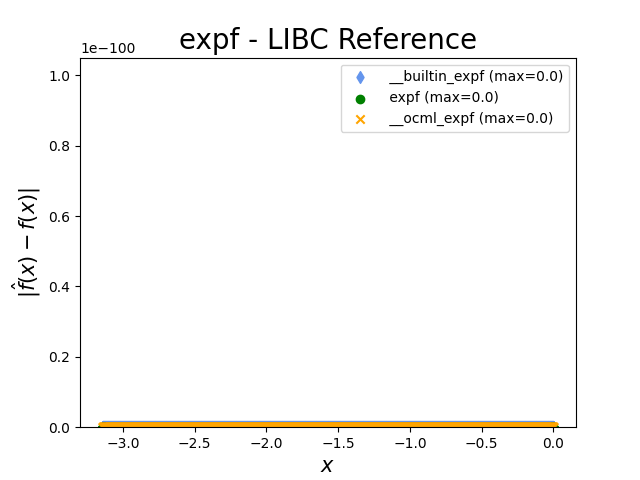 expf - LIBC Reference
1e−100
__builtin_expf (max=0.0)
expf (max=0.0)
__ocml_expf (max=0.0)
1.0
0.8
0.6
0.4
0.2
0.0
|f̂(x) − f(x)|
−3.0 −2.5 −2.0 −1.5 −1.0 −0.5 0.0
x